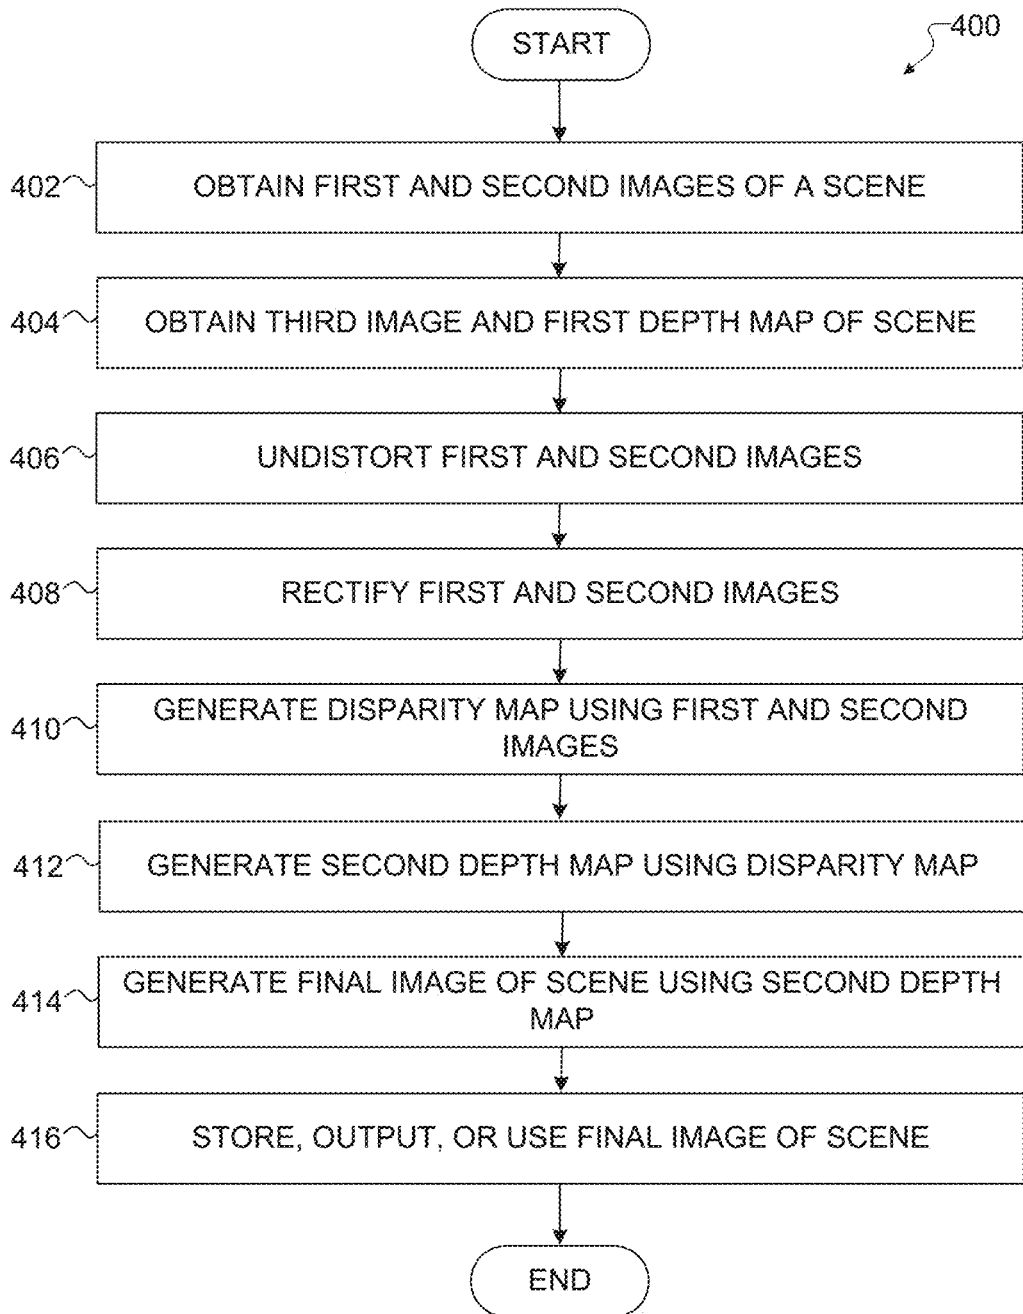 START
400
402
OBTAIN FIRST AND SECOND IMAGES OF A SCENE
404
OBTAIN THIRD IMAGE AND FIRST DEPTH MAP OF SCENE
406
UNDISTORT FIRST AND SECOND IMAGES
408
RECTIFY FIRST AND SECOND IMAGES
410
GENERATE DISPARITY MAP USING FIRST AND SECOND
IMAGES
412
GENERATE SECOND DEPTH MAP USING DISPARITY MAP
414
GENERATE FINAL IMAGE OF SCENE USING SECOND DEPTH
MAP
416
STORE, OUTPUT, OR USE FINAL IMAGE OF SCENE
END